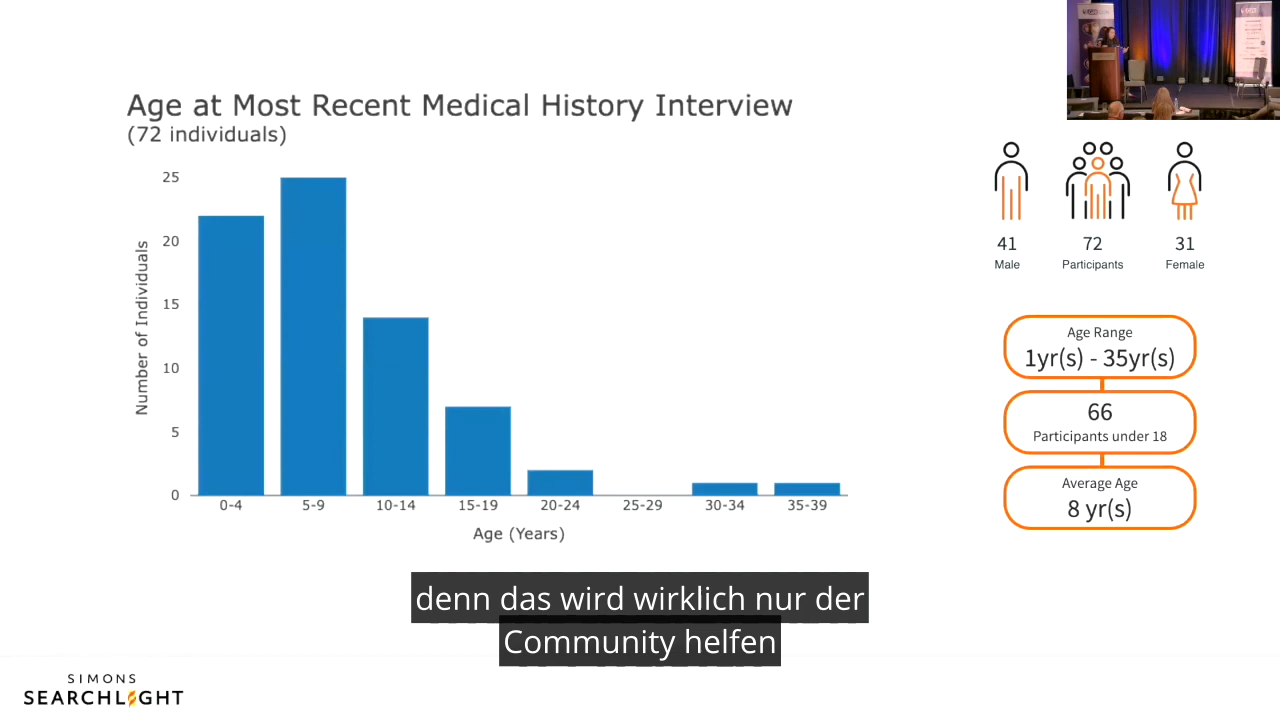 Age at Most Recent Medical History Interview
(72 individuals)
Number of Individuals
25
20
15
10
5
0
0-4 5-9 10-14 15-19 20-24 25-29 30-34 35-39
Age (Years)
41 72 31
Male Participants Female
Age Range
1yr(s) - 35yr(s)
66
Participants under 18
Average Age
8 yr(s)
denn das wird wirklich nur der
Community helfen
SIMONS
SEARCHLIGHT